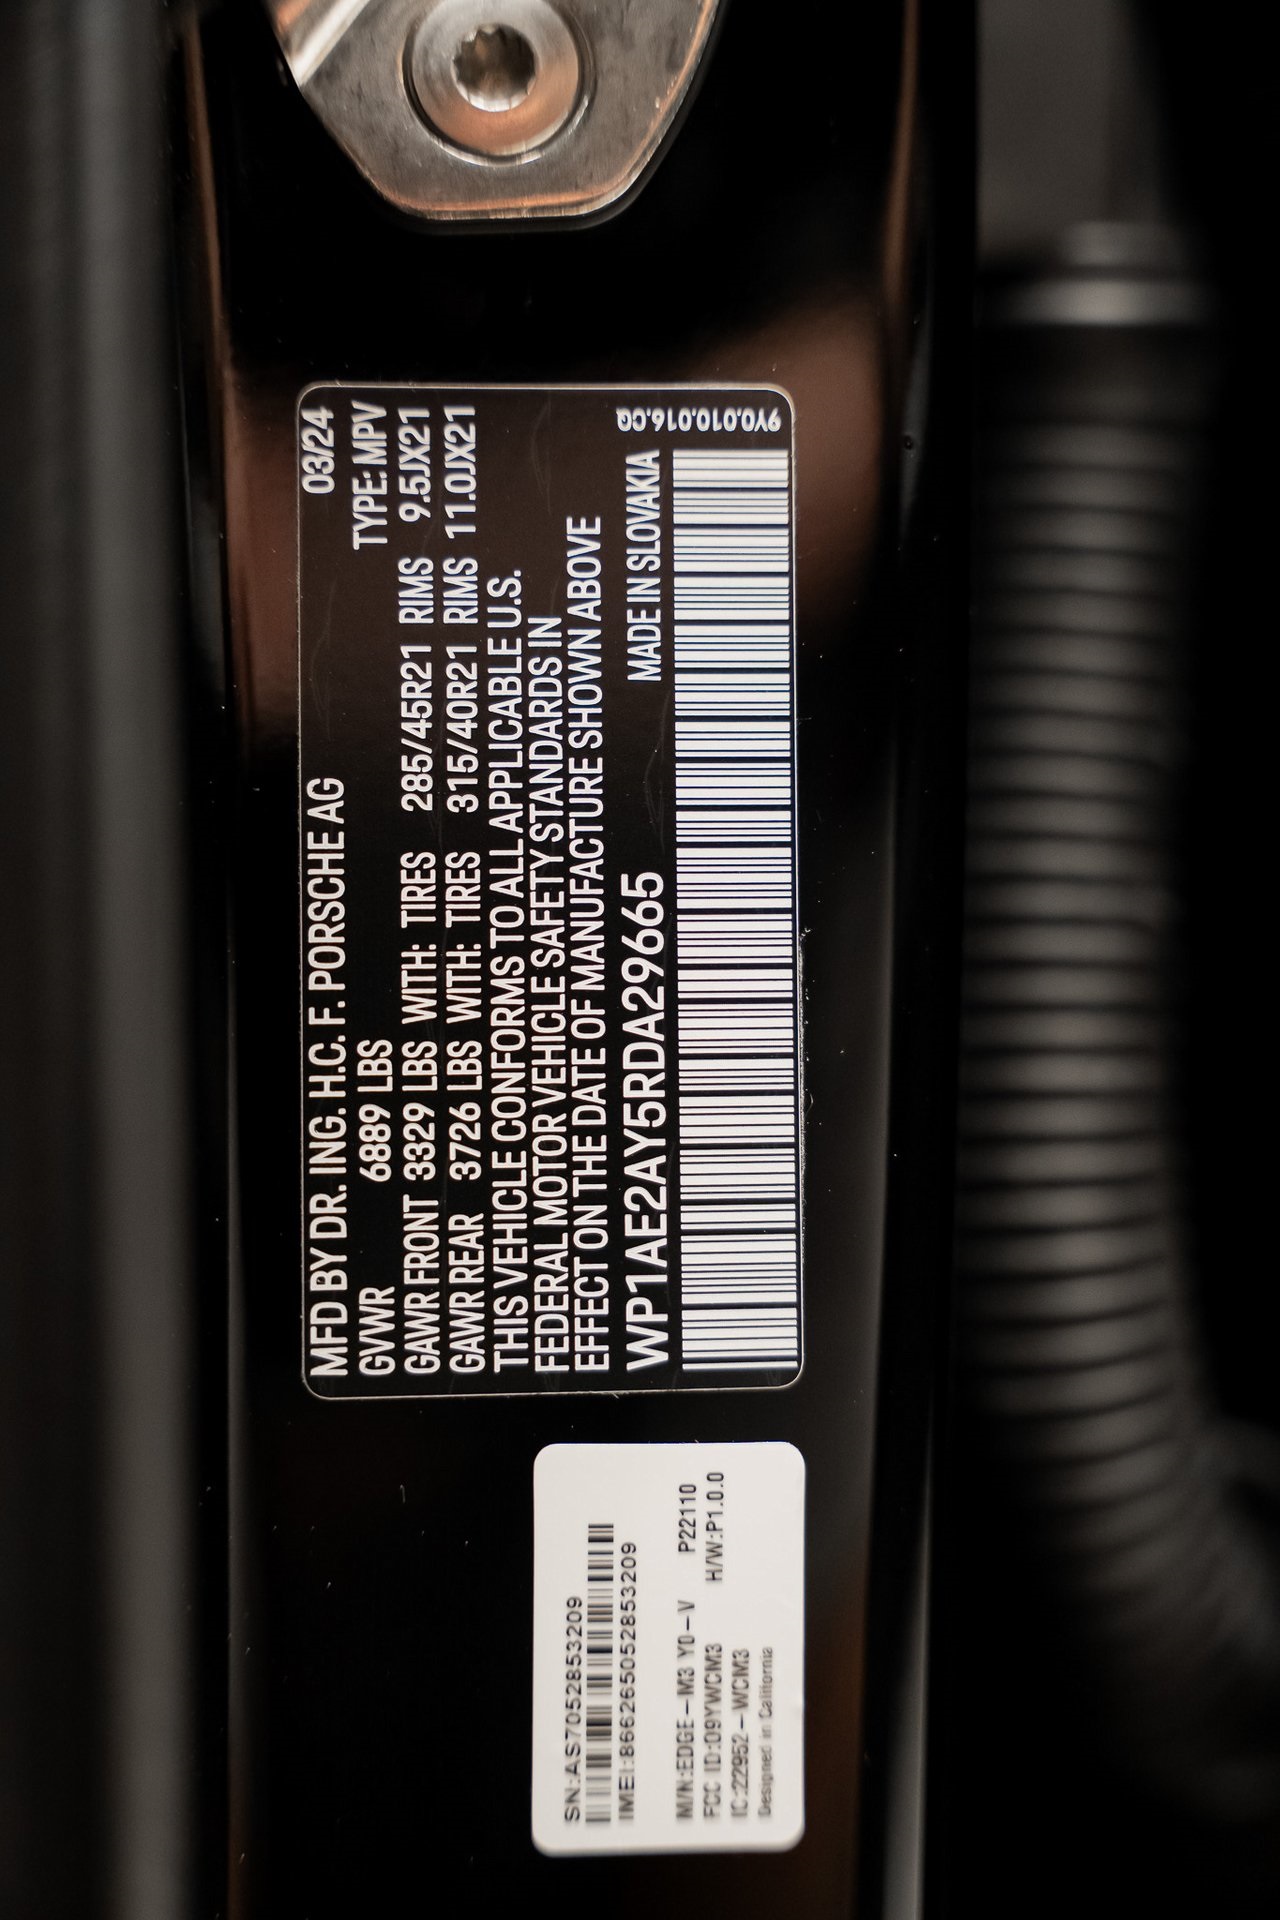 MFD BY DR. ING. H.C. F. PORSCHE AG 03/24
GVWR 6889 LBS TYPE: MPV
GAWR FRONT 3329 LBS WITH: TIRES 285/45R21 RIMS 9.5JX21
GAWR REAR 3726 LBS WITH: TIRES 315/40R21 RIMS 11.0JX21
THIS VEHICLE CONFORMS TO ALL APPLICABLE U.S.
FEDERAL MOTOR VEHICLE SAFETY STANDARDS IN
EFFECT ON THE DATE OF MANUFACTURE SHOWN ABOVE
WP1AE2AY5RDA29665 MADE IN SLOVAKIA
9Y0.010.016.CQ
SN:AS7052853209
IMEI:866265052853209
M/N:EDGE-M3 Y0-V P22110
FCC ID:O9YWCM3 H/W:P1.0.0
IC:22952-WCM3
Designed in California